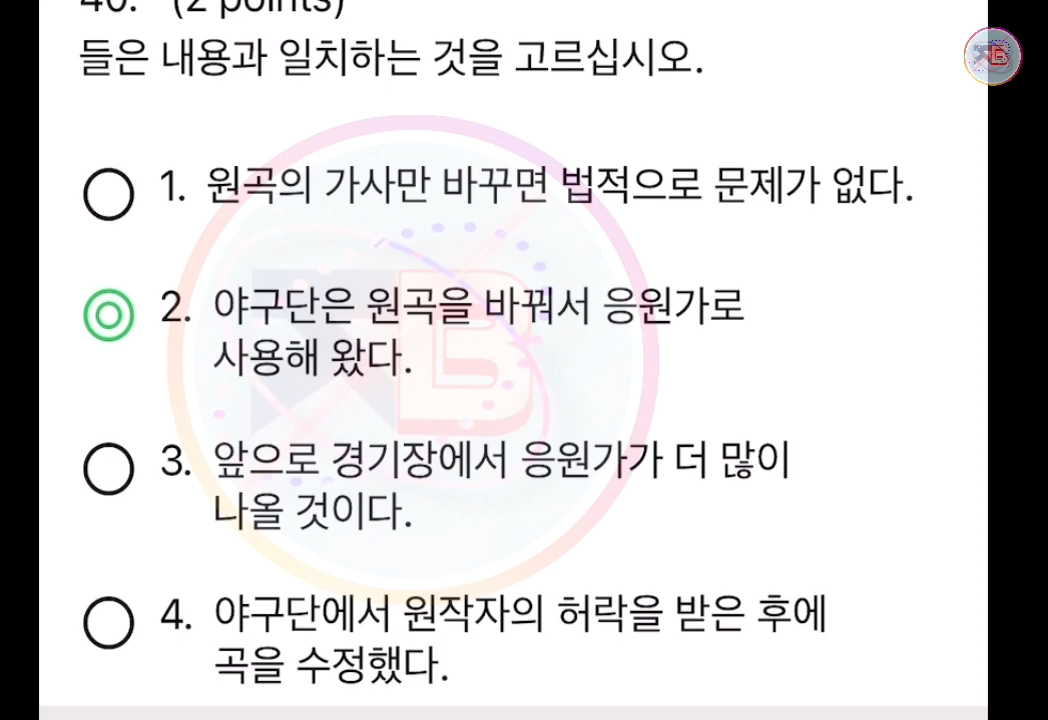 40. (2 points)
들은 내용과 일치하는 것을 고르십시오.
1. 원곡의 가사만 바꾸면 법적으로 문제가 없다.
2. 야구단은 원곡을 바꿔서 응원가로
사용해 왔다.
3. 앞으로 경기장에서 응원가가 더 많이
나올 것이다.
4. 야구단에서 원작자의 허락을 받은 후에
곡을 수정했다.